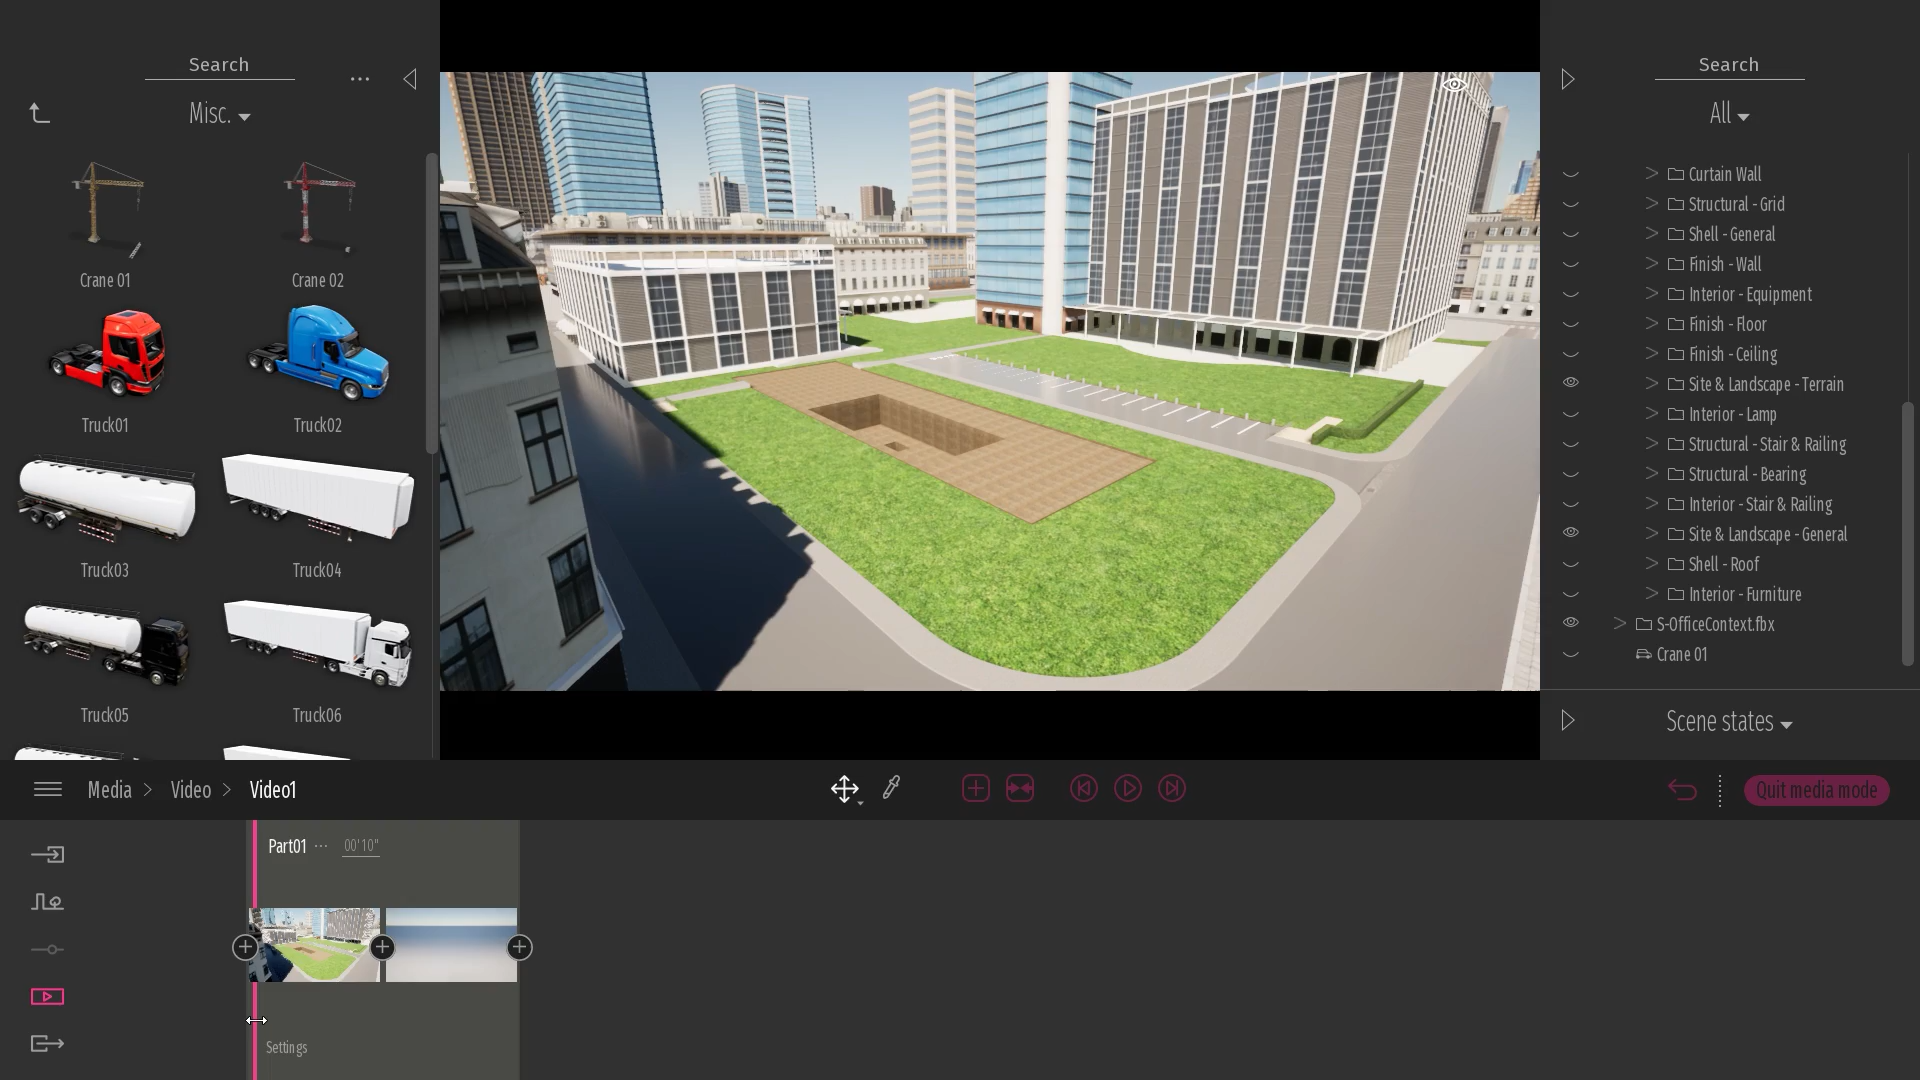 Search
Misc.
Crane 01
Crane 02
Truck01
Truck02
Truck03
Truck04
Truck05
Truck06
Search
All
Curtain Wall
Structural - Grid
Shell - General
Finish - Wall
Interior - Equipment
Finish - Floor
Finish - Ceiling
Site & Landscape - Terrain
Interior - Lamp
Structural - Stair & Railing
Structural - Bearing
Interior - Stair & Railing
Site & Landscape - General
Shell - Roof
Interior - Furniture
S-OfficeContext.fbx
Crane 01
Scene states
Media > Video > Video1
Quit media mode
Part01 ... 00'10"
Settings